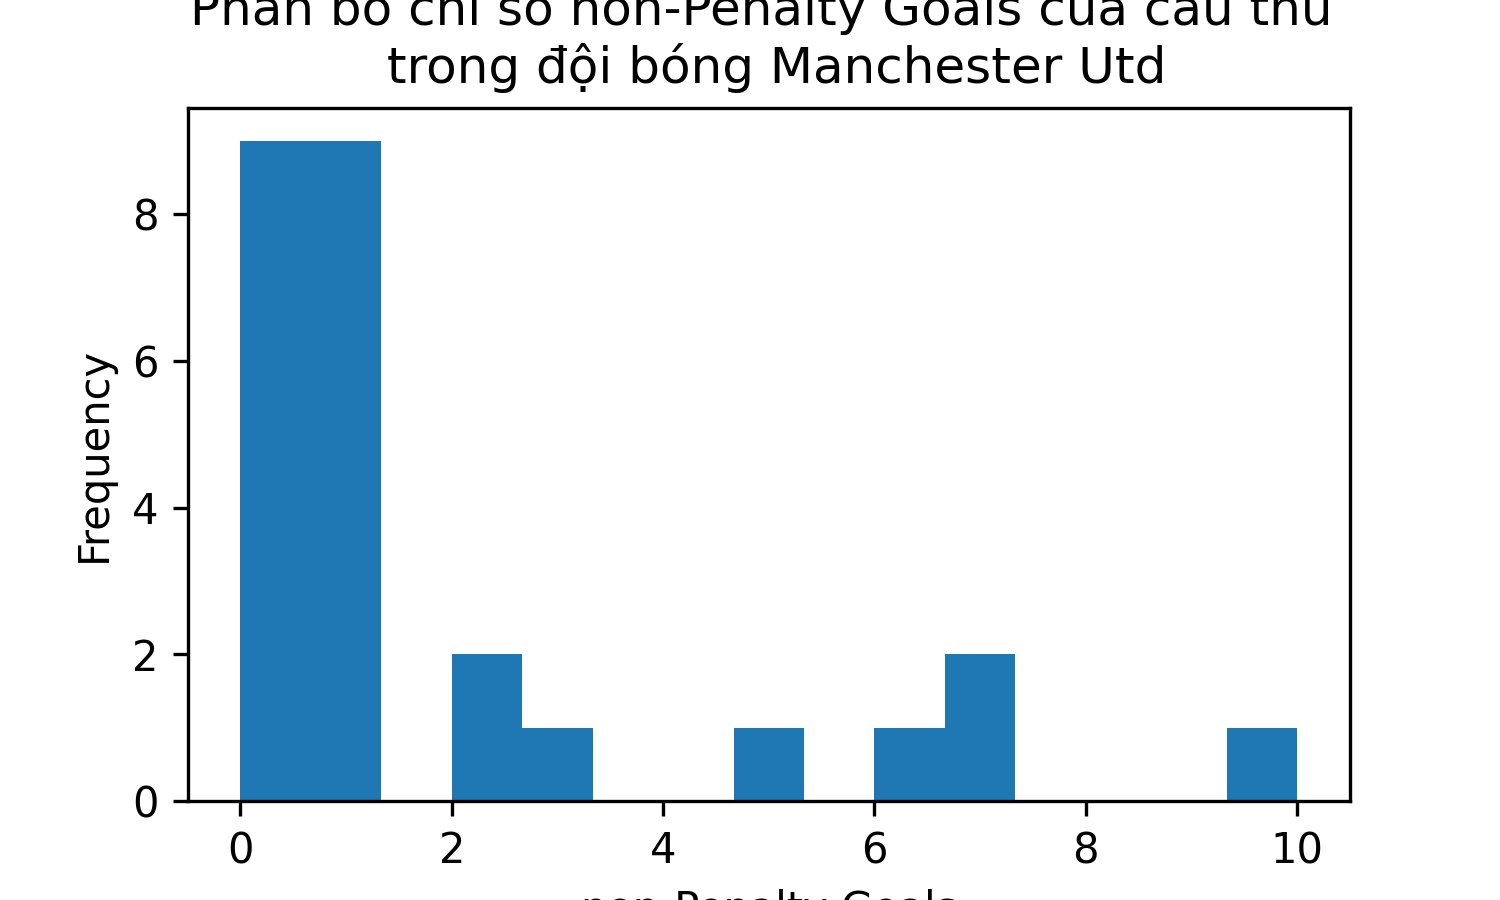 Phân bố chỉ số non-Penalty Goals của cầu thủ
trong đội bóng Manchester Utd
Frequency
8
6
4
2
0
0 2 4 6 8 10
non-Penalty Goals